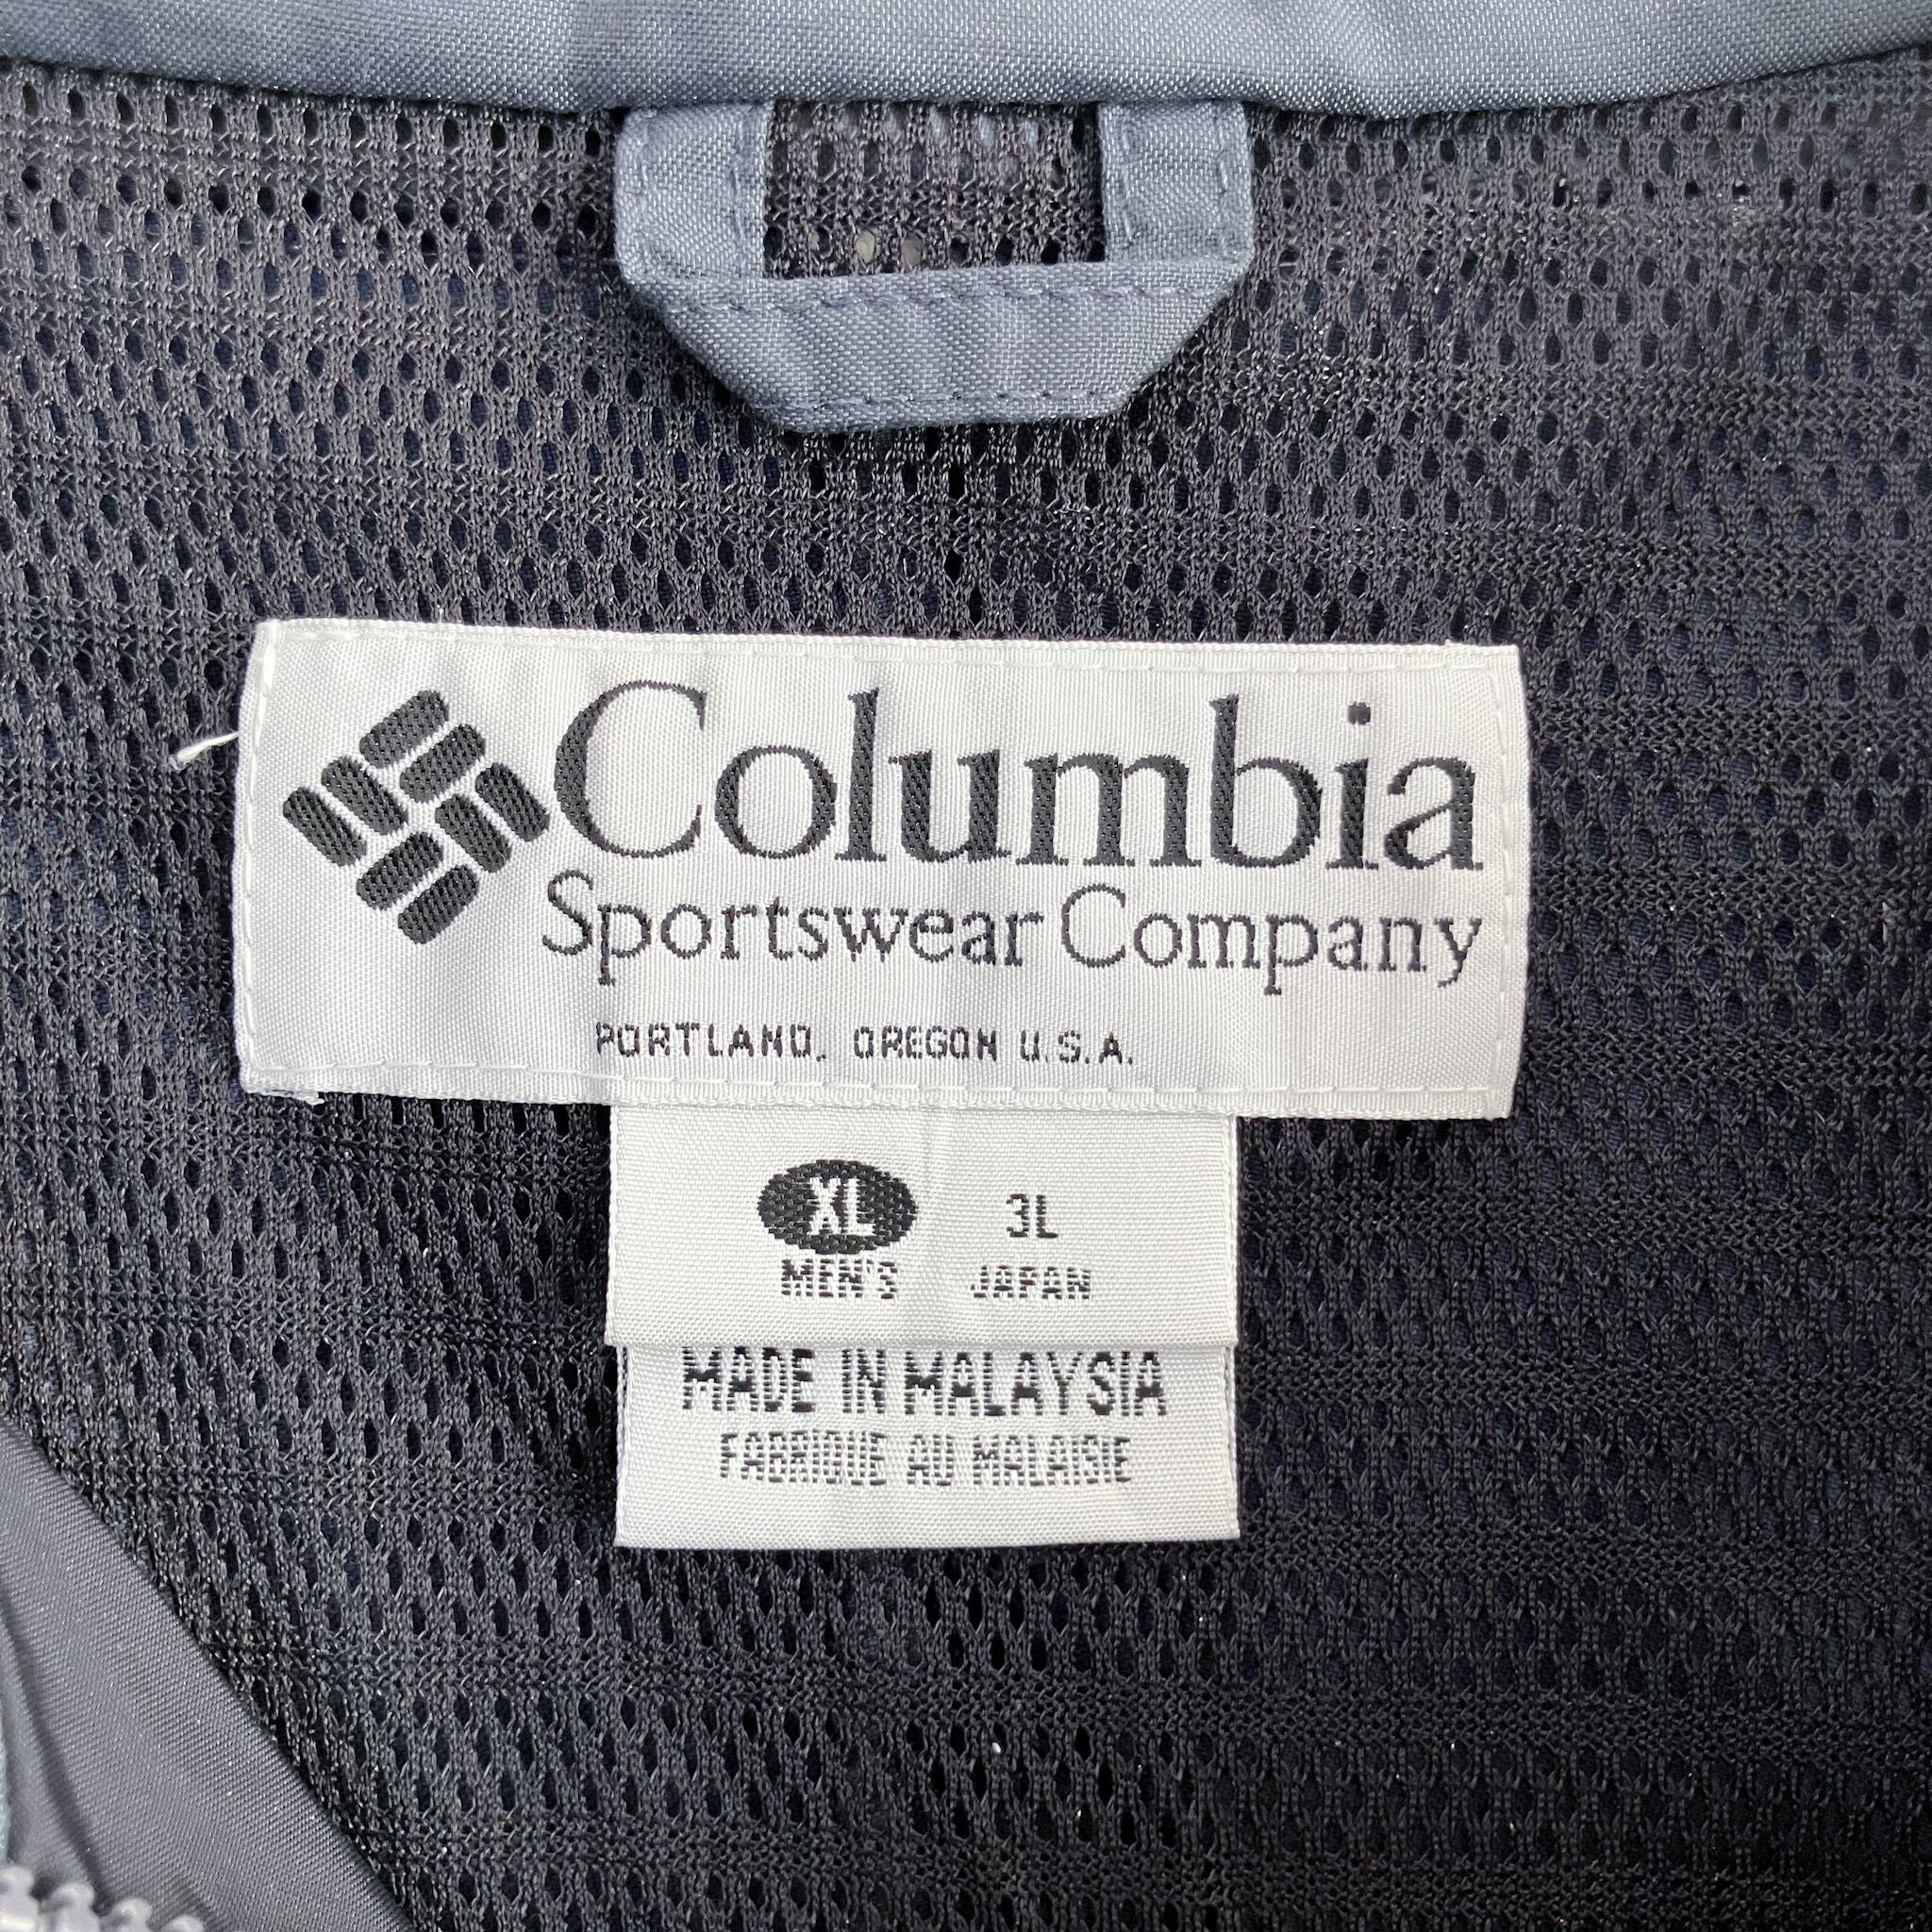 Columbia
Sportswear Company
PORTLAND, OREGON U.S.A.
XL 3L
MEN'S JAPAN
MADE IN MALAYSIA
FABRIQUE AU MALAISIE